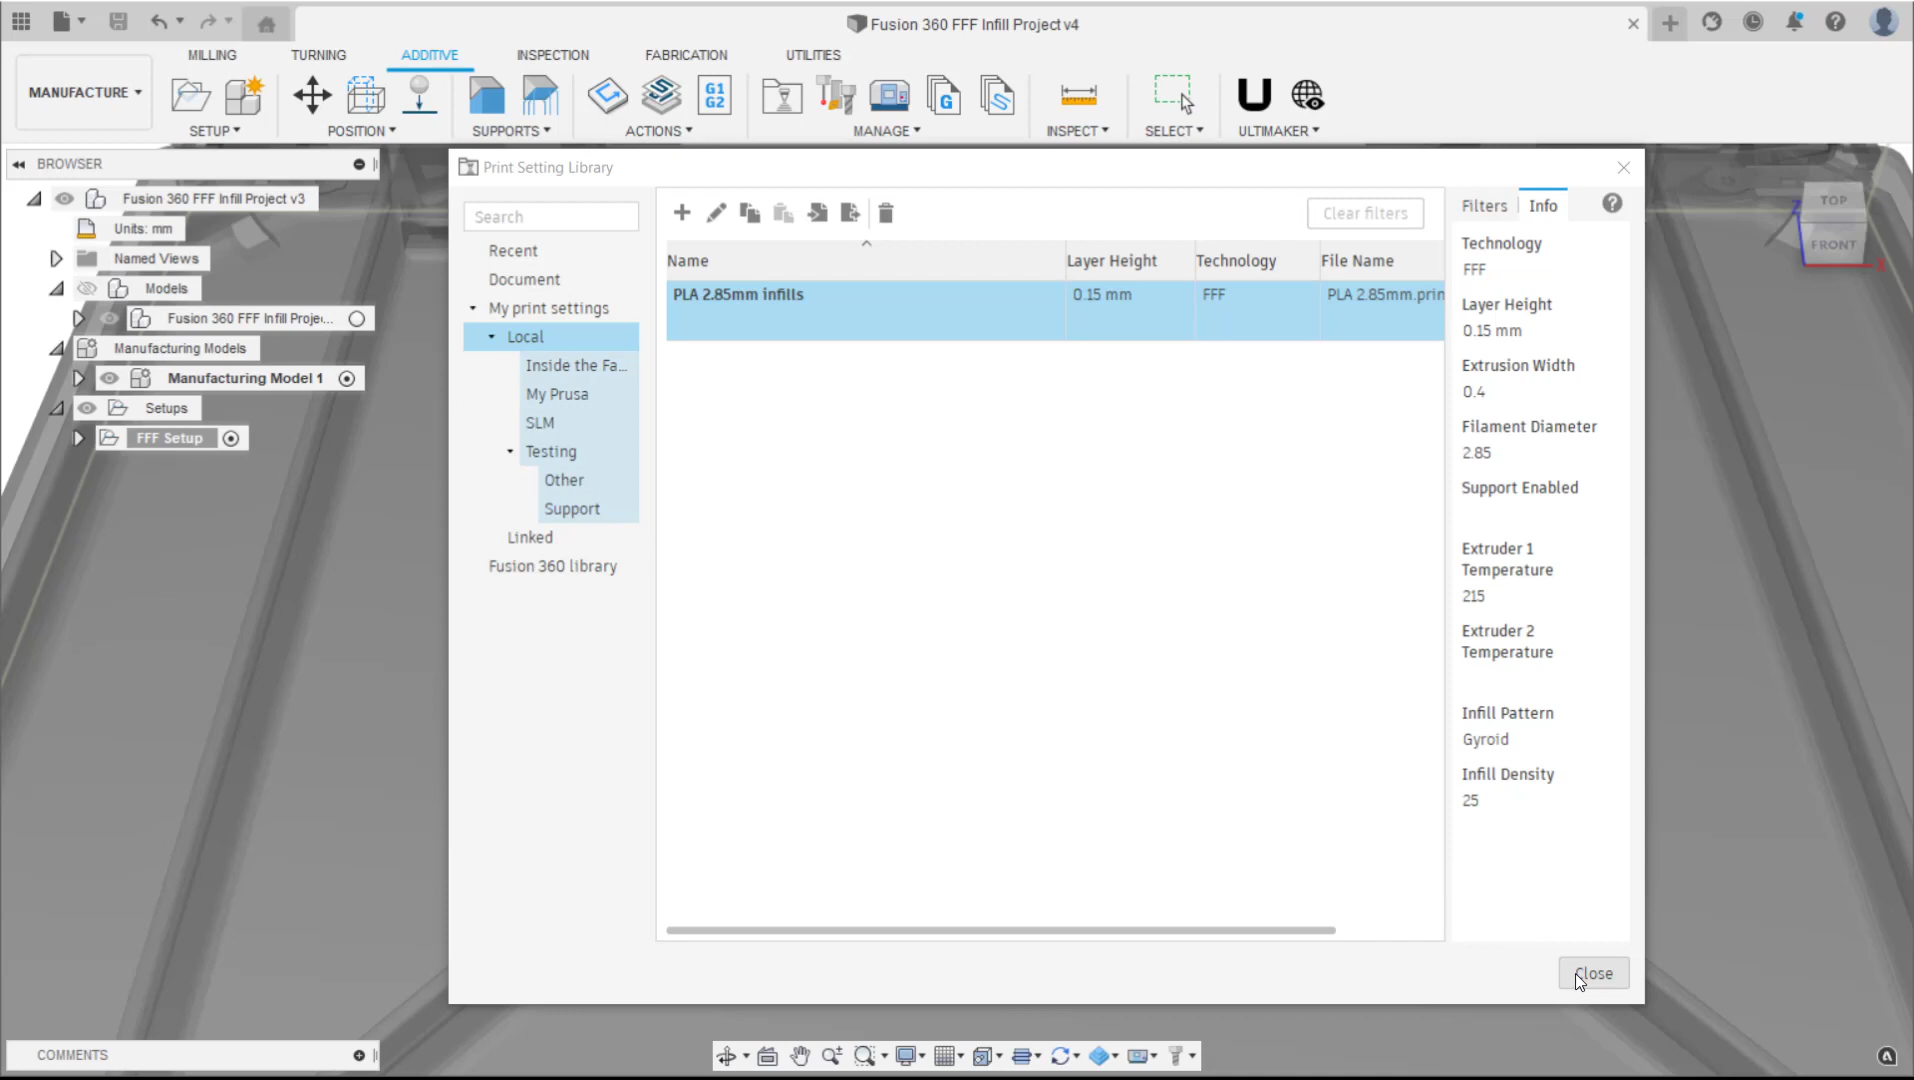 Fusion 360 FFF Infill Project v4
MILLING
TURNING
ADDITIVE
INSPECTION
FABRICATION
UTILITIES
MANUFACTURE
G1
G2
G
SETUP
POSITION
SUPPORTS
ACTIONS
MANAGE
INSPECT
SELECT
ULTIMAKER
BROWSER
Fusion 360 FFF Infill Project v3
Units: mm
Named Views
Models
Fusion 360 FFF Infill Proje...
Manufacturing Models
Manufacturing Model 1
Setups
FFF Setup
Print Setting Library
Search
Recent
Document
My print settings
Local
Inside the Fa...
My Prusa
SLM
Testing
Other
Support
Linked
Fusion 360 library
Clear filters
Name
Layer Height
Technology
File Name
PLA 2.85mm infills
0.15 mm
FFF
PLA 2.85mm.prin
Filters
Info
Technology
FFF
Layer Height
0.15 mm
Extrusion Width
0.4
Filament Diameter
2.85
Support Enabled
Extruder 1
Temperature
215
Extruder 2
Temperature
Infill Pattern
Gyroid
Infill Density
25
Close
TOP
FRONT
Z
X
COMMENTS